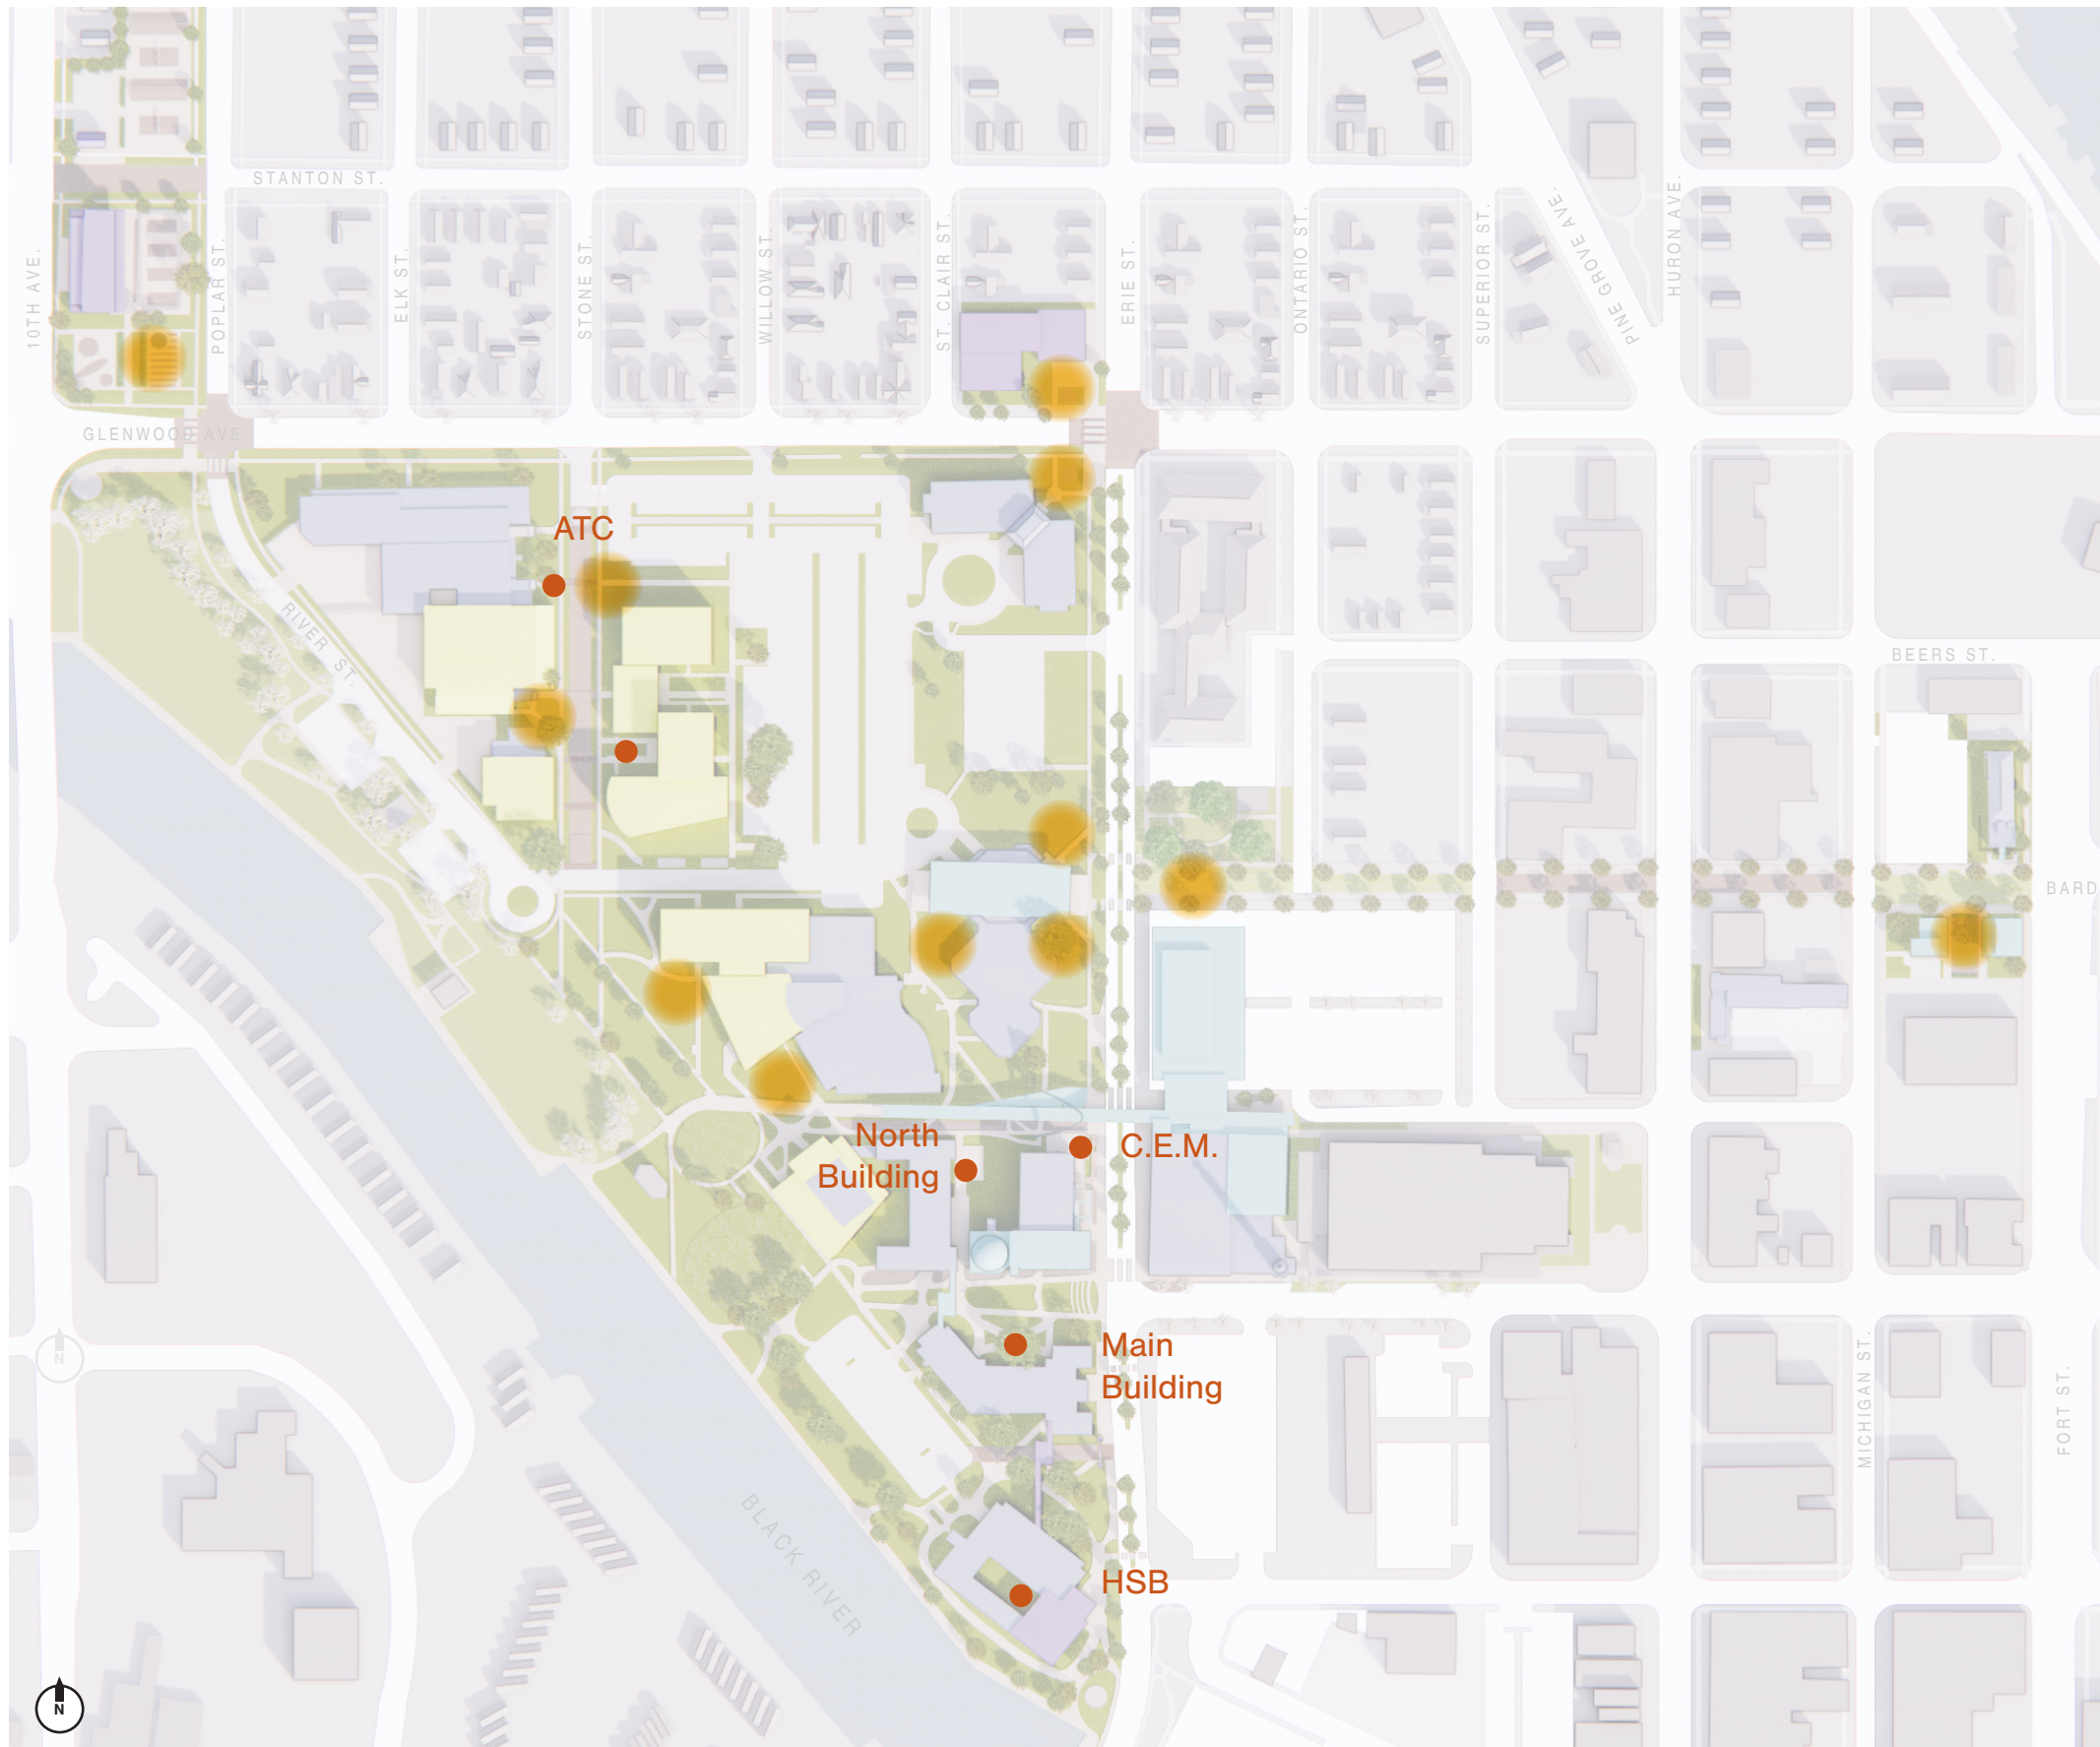 STANTON ST.
10TH AVE.
POPLAR ST.
ELK ST.
STONE ST.
WILLOW ST.
ST. CLAIR ST.
ERIE ST.
ONTARIO ST.
SUPERIOR ST.
PINE GROVE AVE.
HURON AVE.
GLENWOOD AVE.
ATC
RIVER ST.
BEERS ST.
BARD
North
Building
C.E.M.
Main
Building
N
MICHIGAN ST.
FORT ST.
BLACK RIVER
HSB
N